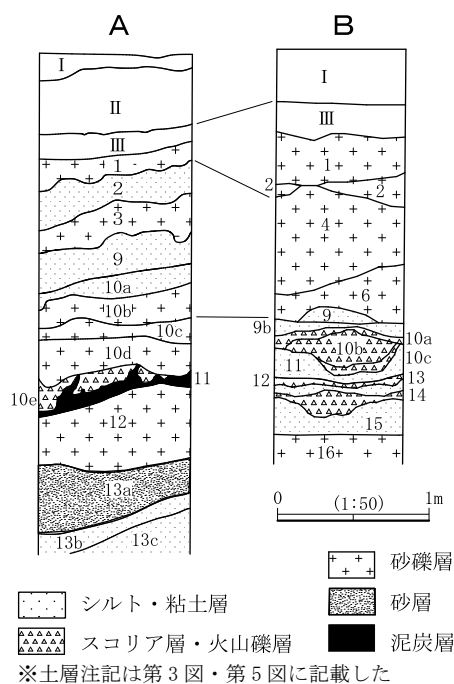 A
B
I
II
III
1
2
3
9
10a
10b
10c
10d
10e
11
12
13a
13b
13c
I
III
1
2
2
4
6
9
9b
10a
10b
10c
11
12
13
14
15
16
0 (1:50) 1m
砂礫層
シルト・粘土層
砂層
スコリア層・火山礫層
泥炭層
※土層注記は第3図・第5図に記載した